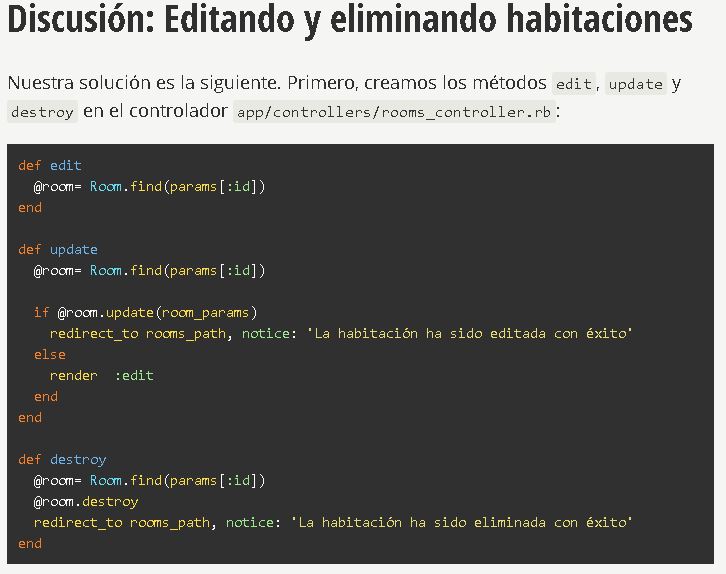 Discusión: Editando y eliminando habitaciones
Nuestra solución es la siguiente. Primero, creamos los métodos edit, update y
destroy en el controlador app/controllers/rooms_controller.rb:
def edit
  @room= Room.find(params[:id])
end
def update
  @room= Room.find(params[:id])
  if @room.update(room_params)
    redirect_to rooms_path, notice: 'La habitación ha sido editada con éxito'
  else
    render  :edit
  end
end
def destroy
  @room= Room.find(params[:id])
  @room.destroy
  redirect_to rooms_path, notice: 'La habitación ha sido eliminada con éxito'
end